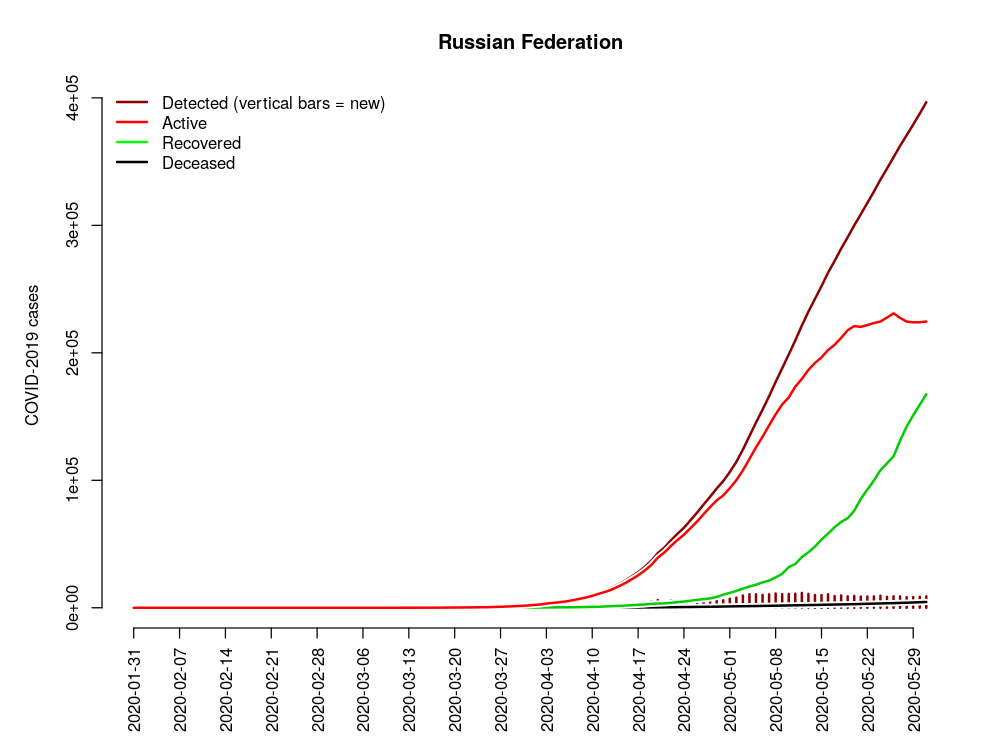 Russian Federation
Detected (vertical bars = new)
Active
Recovered
Deceased
COVID-2019 cases
4e+05
3e+05
2e+05
1e+05
0e+00
2020-01-31
2020-02-07
2020-02-14
2020-02-21
2020-02-28
2020-03-06
2020-03-13
2020-03-20
2020-03-27
2020-04-03
2020-04-10
2020-04-17
2020-04-24
2020-05-01
2020-05-08
2020-05-15
2020-05-22
2020-05-29